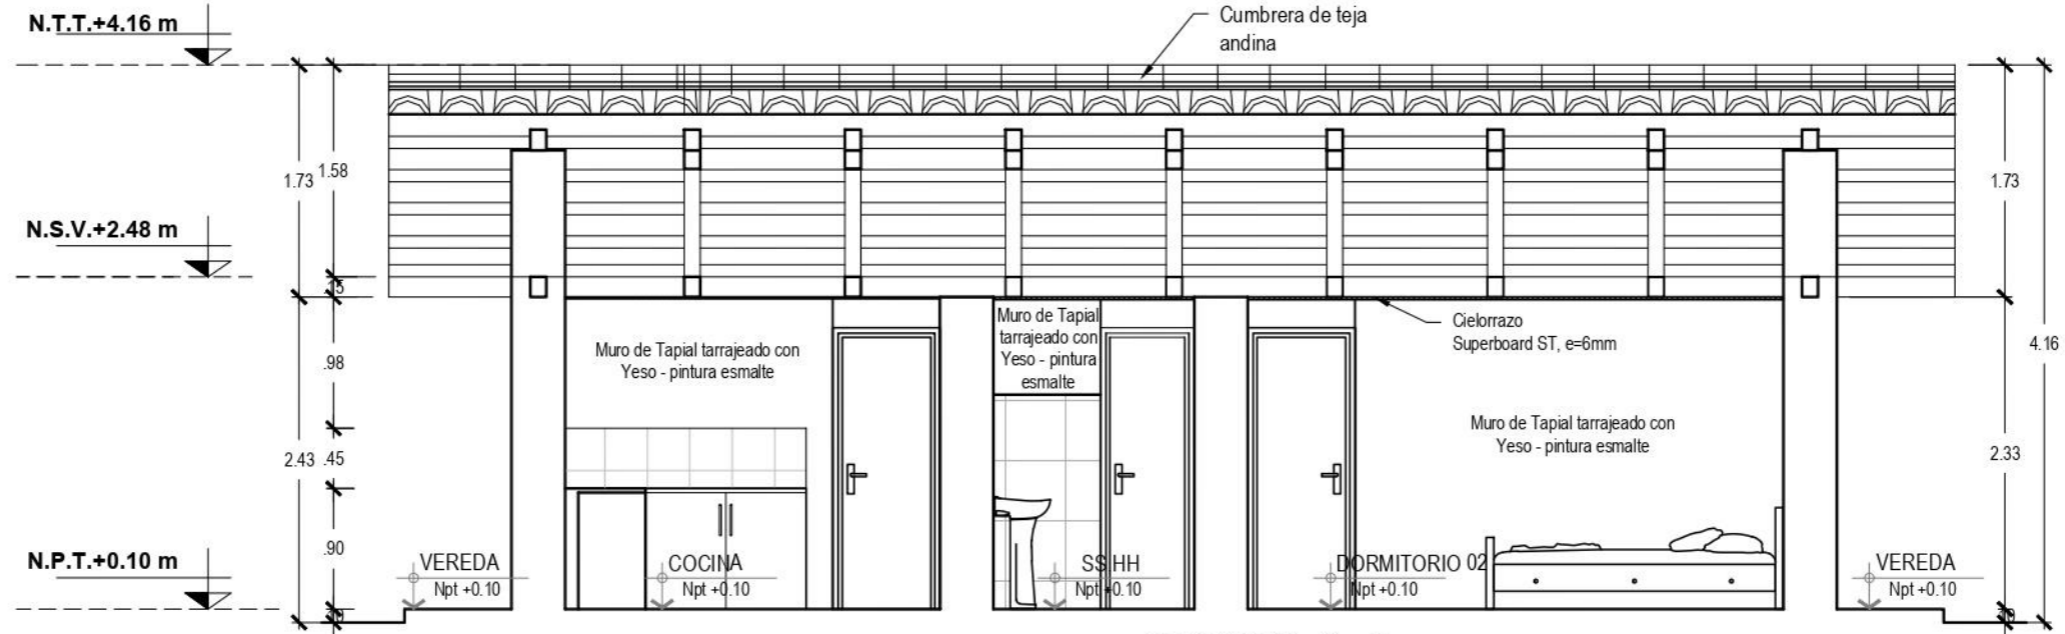 N.T.T.+4.16 m
Cumbrera de teja
andina
1.73
1.58
1.73
N.S.V.+2.48 m
Muro de Tapial tarrajeado con
Yeso - pintura esmalte
Muro de Tapial
tarrajeado con
Yeso - pintura
esmalte
Cielorrazo
Superboard ST, e=6mm
.98
4.16
Muro de Tapial tarrajeado con
Yeso - pintura esmalte
2.43
.45
2.33
.90
N.P.T.+0.10 m
VEREDA
Npt +0.10
COCINA
Npt +0.10
SS.HH
Npt +0.10
DORMITORIO 02
Npt +0.10
VEREDA
Npt +0.10